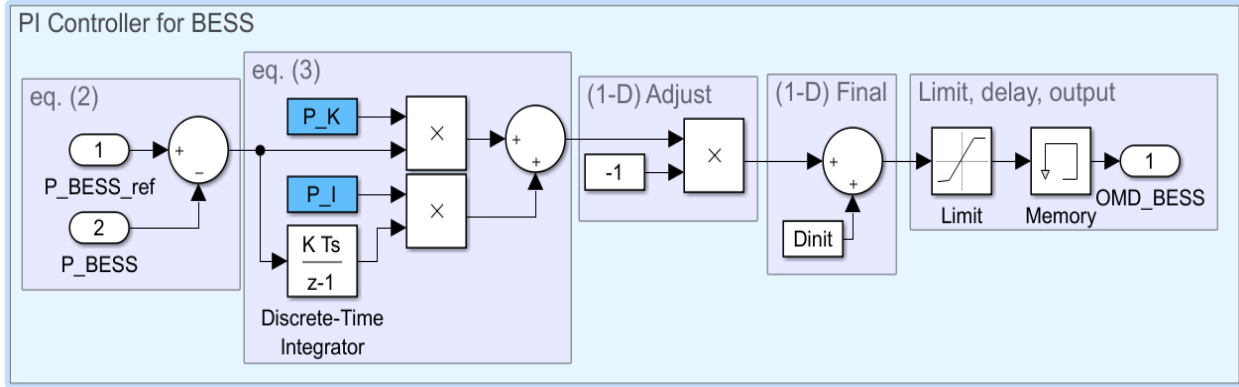 PI Controller for BESS
eq. (2)
1
P_BESS_ref
2
P_BESS
+
−
eq. (3)
P_K
×
P_I
×
K Ts
z-1
Discrete-Time
Integrator
+
+
(1-D) Adjust
-1
×
(1-D) Final
+
+
Dinit
Limit, delay, output
Limit
Memory
1
OMD_BESS